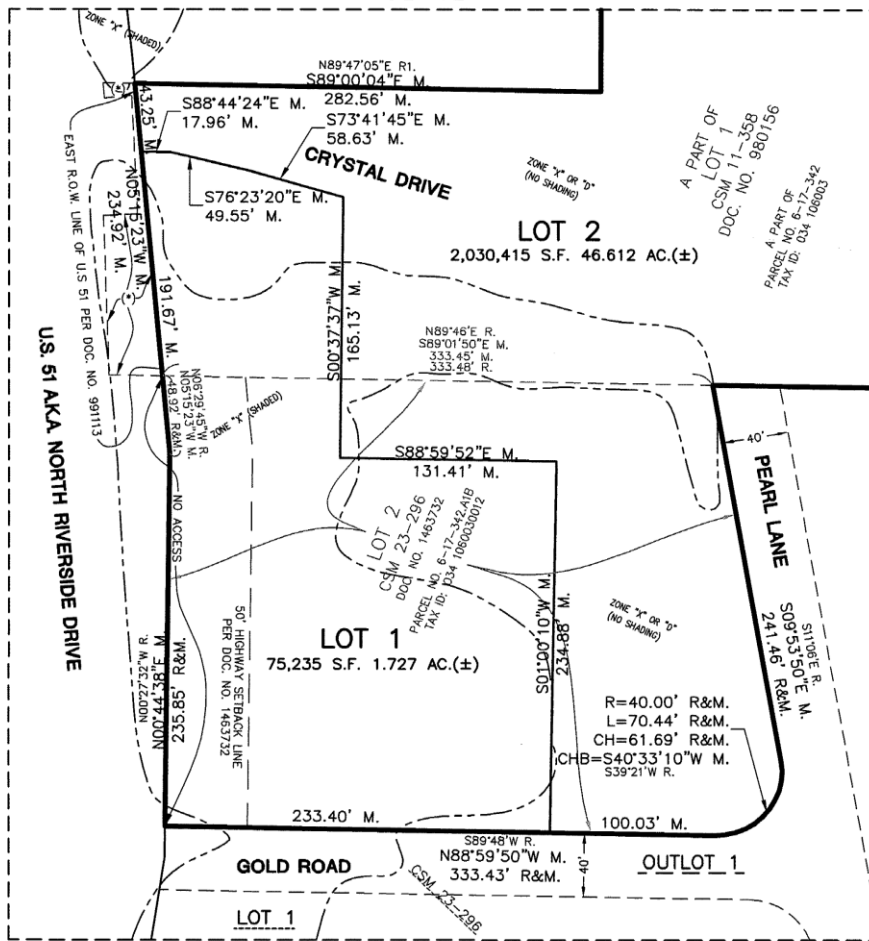 ZONE "X" (SHADED)
N89°47'05"E R1.
S89°00'04"E M.
282.56' M.
(*)
43.25' M.
S88°44'24"E M.
17.96' M.
S73°41'45"E M.
58.63' M.
CRYSTAL DRIVE
S76°23'20"E M.
49.55' M.
ZONE "X" OR "D"
(NO SHADING)
A PART OF
LOT 1
CSM 11-358
DOC. NO. 980156
A PART OF
PARCEL NO. 6-17-342
TAX ID: 034 106003
LOT 2
2,030,415 S.F. 46.612 AC.(±)
EAST R.O.W. LINE OF U.S 51 PER DOC. NO. 991113
N05°15'23"W M.
234.92' M.
(*)
191.67' M.
S00°37'37"W M.
165.13' M.
N89°46'E R.
S89°01'50"E M.
333.45' M.
333.48' R.
U.S. 51 A.K.A. NORTH RIVERSIDE DRIVE
N06°29'45"W R.
N05°15'23"W M.
48.92' R&M.
ZONE "X" (SHADED)
40'
PEARL LANE
S88°59'52"E M.
131.41' M.
NO ACCESS
LOT 2
CSM 23-296
DOC. NO. 1463732
PARCEL NO. 6-17-342.A1B
TAX ID: 034 1060030012
ZONE "X" OR "D"
(NO SHADING)
S01°00'10"W M.
234.88' M.
S11°06'E R.
S09°53'50"E M.
241.46' R&M.
LOT 1
75,235 S.F. 1.727 AC.(±)
50' HIGHWAY SETBACK LINE
PER DOC. NO. 1463732
N00°27'32"W R.
N00°44'38"E M.
235.85' R&M.
R=40.00' R&M.
L=70.44' R&M.
CH=61.69' R&M.
CHB=S40°33'10"W M.
S39°21'W R.
233.40' M.
100.03' M.
S89°48'W R.
N88°59'50"W M.
333.43' R&M.
40'
GOLD ROAD
OUTLOT 1
CSM 23-296
LOT 1